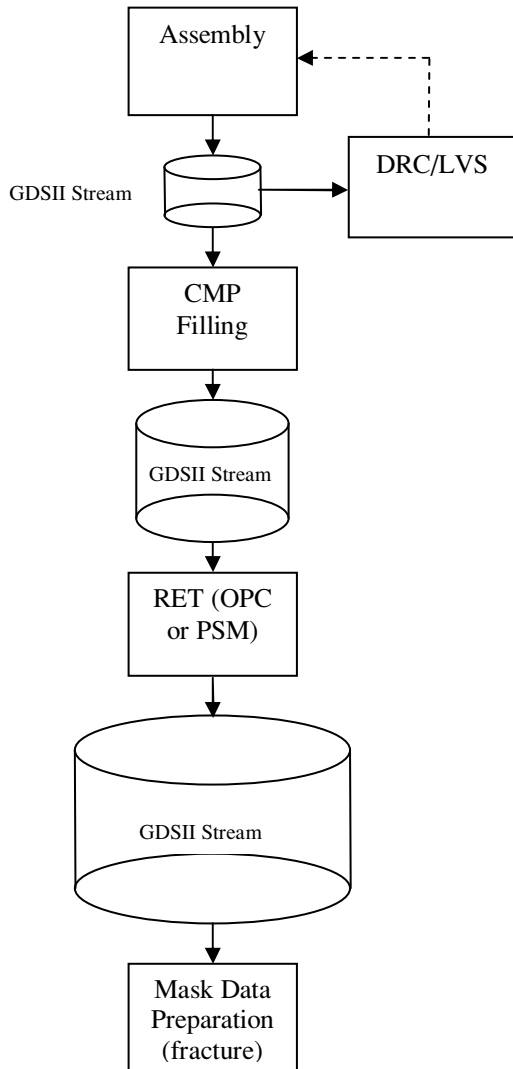 Assembly
GDSII Stream
DRC/LVS
CMP
Filling
GDSII Stream
RET (OPC
or PSM)
GDSII Stream
Mask Data
Preparation
(fracture)